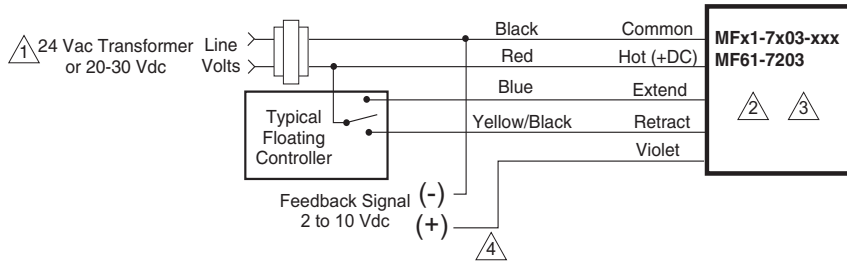 Black Common
1 24 Vac Transformer or 20-30 Vdc
Line Volts
Red Hot (+DC)
MFx1-7x03-xxx
MF61-7203
Blue Extend
2 3
Typical
Floating
Controller
Yellow/Black Retract
Violet
Feedback Signal (-)
2 to 10 Vdc (+)
4